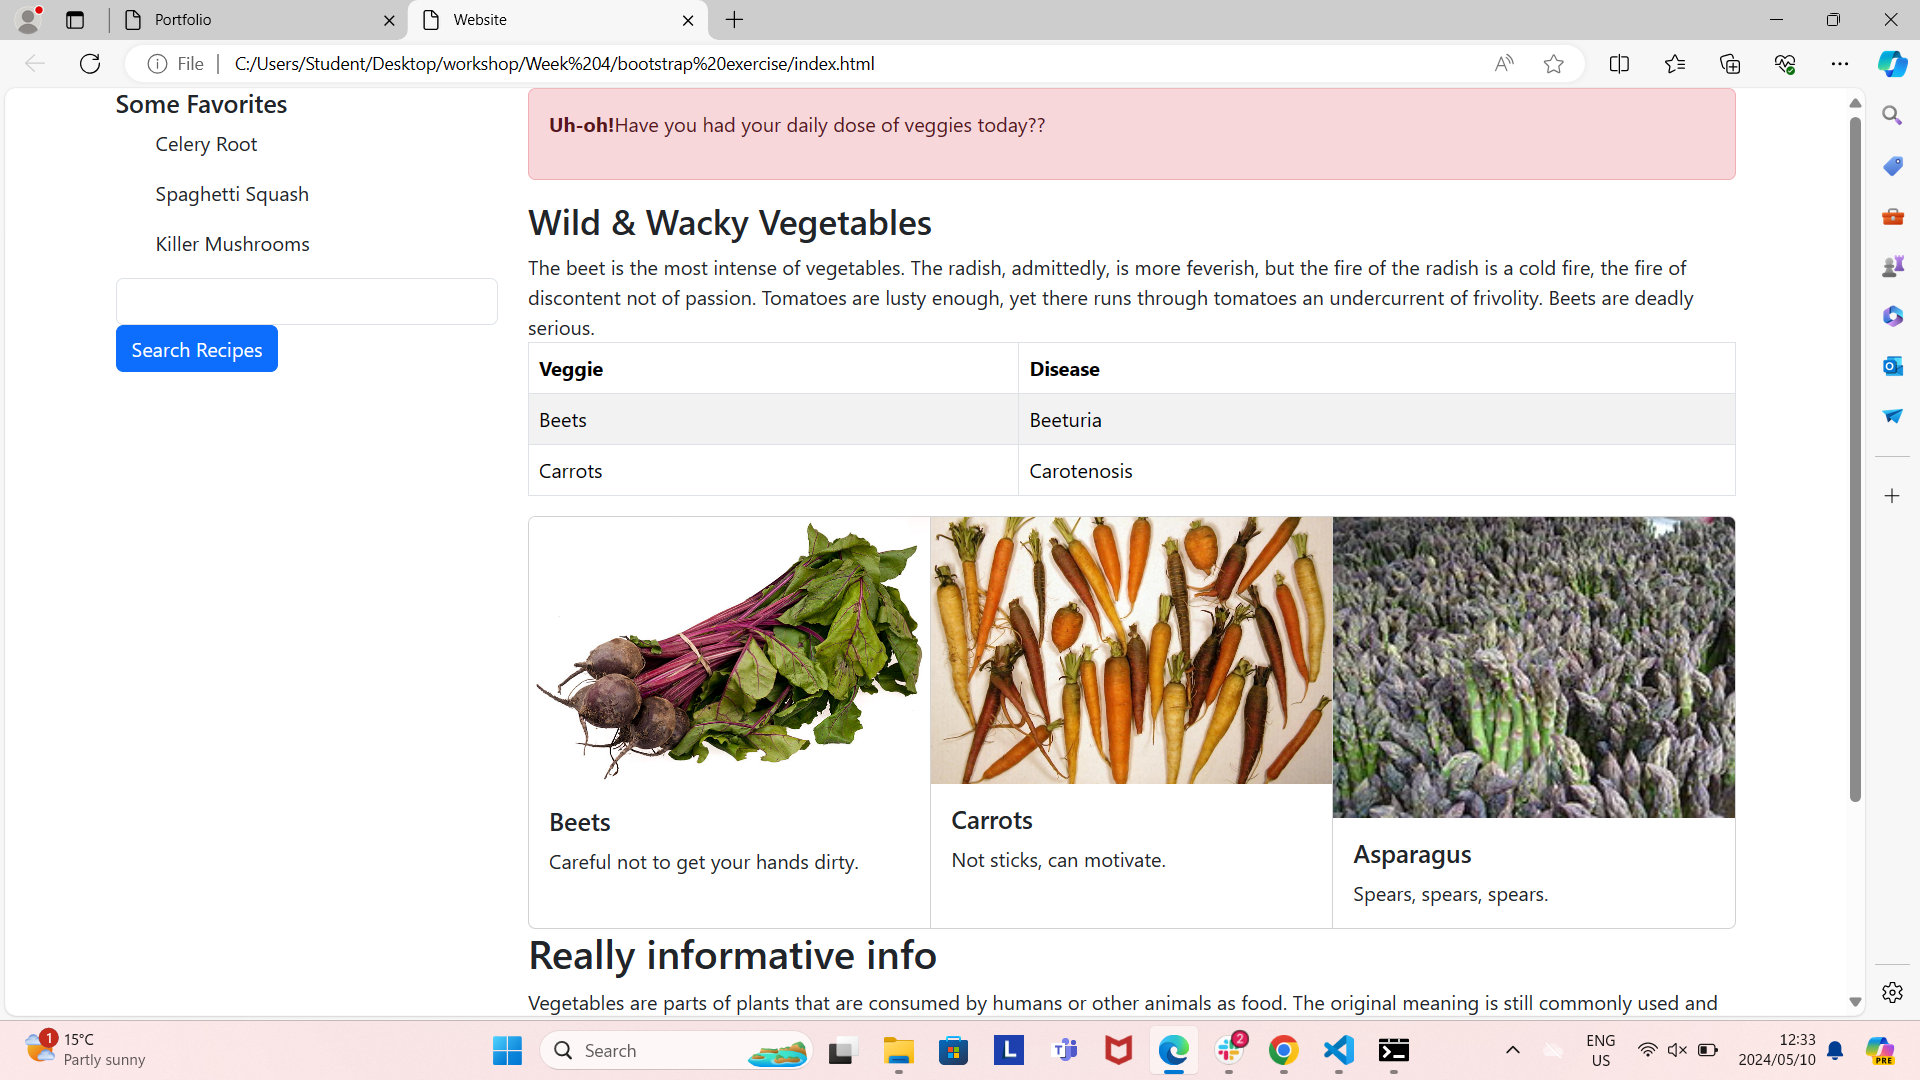 Portfolio
Website
File
C:/Users/Student/Desktop/workshop/Week%204/bootstrap%20exercise/index.html
Some Favorites
Celery Root
Spaghetti Squash
Killer Mushrooms
Search Recipes
Uh-oh!Have you had your daily dose of veggies today??
Wild & Wacky Vegetables
The beet is the most intense of vegetables. The radish, admittedly, is more feverish, but the fire of the radish is a cold fire, the fire of
discontent not of passion. Tomatoes are lusty enough, yet there runs through tomatoes an undercurrent of frivolity. Beets are deadly
serious.
Veggie Disease
Beets Beeturia
Carrots Carotenosis
Beets
Careful not to get your hands dirty.
Carrots
Not sticks, can motivate.
Asparagus
Spears, spears, spears.
Really informative info
Vegetables are parts of plants that are consumed by humans or other animals as food. The original meaning is still commonly used and
1
15°C
Partly sunny
Search
L
2
ENG
US
12:33
2024/05/10
PRE